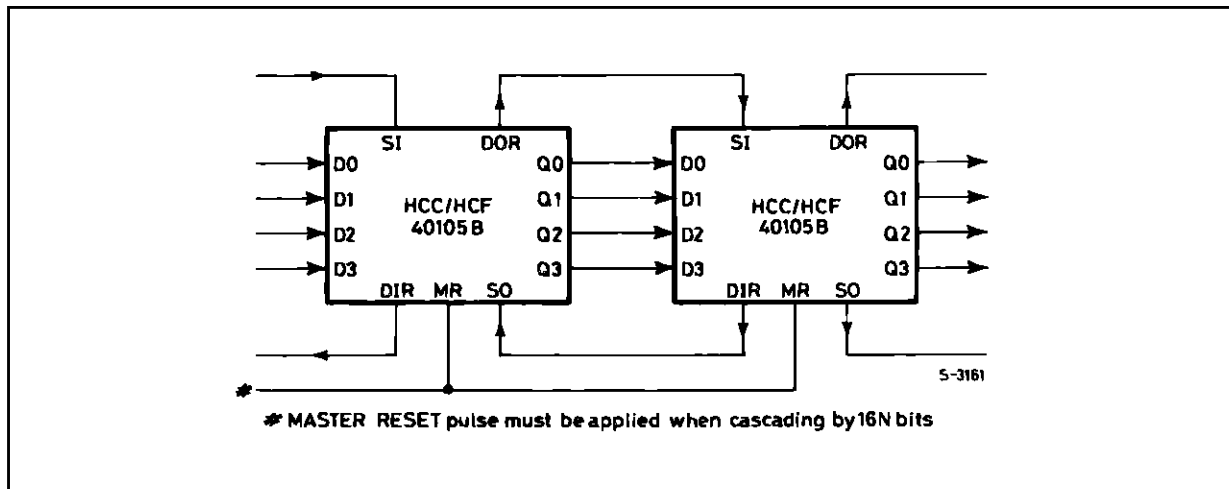 SI DOR SI DOR
D0 Q0 D0 Q0
D1 HCC/HCF Q1 D1 HCC/HCF Q1
D2 40105B Q2 D2 40105B Q2
D3 Q3 D3 Q3
DIR MR SO DIR MR SO
S-3161
#
# MASTER RESET pulse must be applied when cascading by 16N bits